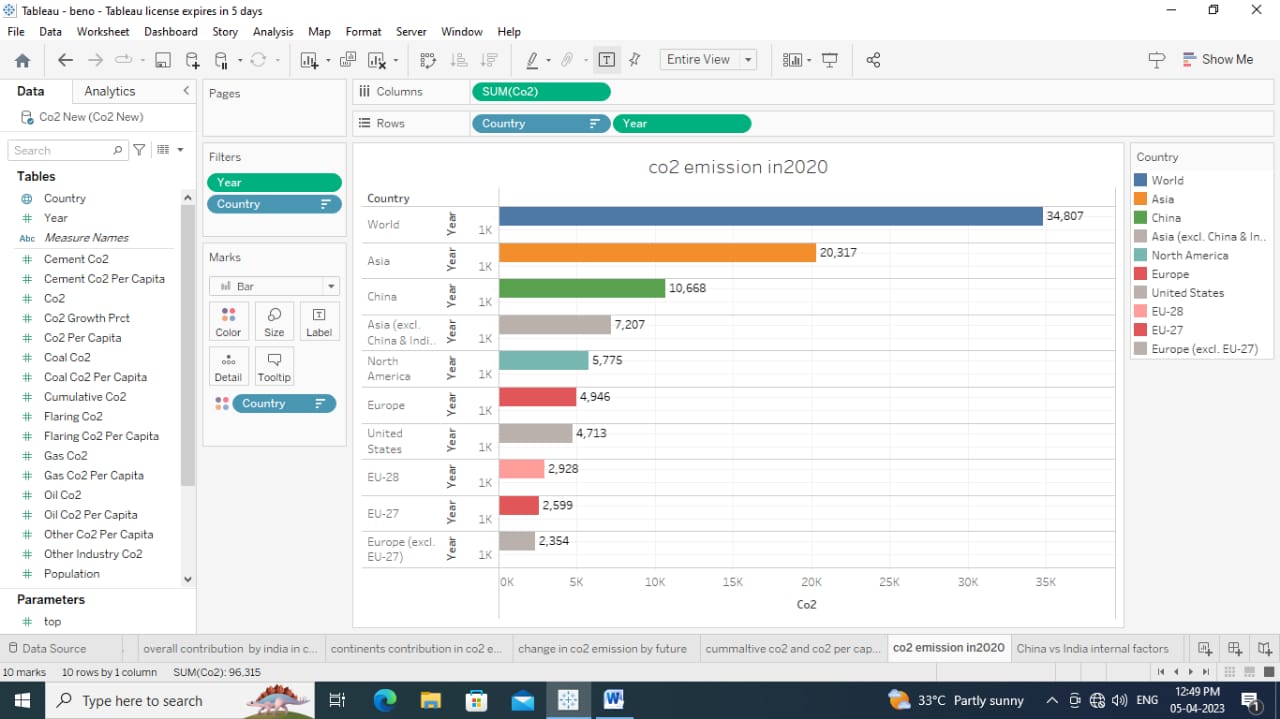 Tableau - beno - Tableau license expires in 5 days
File Data Worksheet Dashboard Story Analysis Map Format Server Window Help
Entire View
Show Me
Data Analytics
Co2 New (Co2 New)
Search
Tables
Country
Year
Abc Measure Names
Cement Co2
Cement Co2 Per Capita
Co2
Co2 Growth Prct
Co2 Per Capita
Coal Co2
Coal Co2 Per Capita
Cumulative Co2
Flaring Co2
Flaring Co2 Per Capita
Gas Co2
Gas Co2 Per Capita
Oil Co2
Oil Co2 Per Capita
Other Co2 Per Capita
Other Industry Co2
Population
Parameters
top
Pages
Filters
Year
Country
Marks
Bar
Color Size Label
Detail Tooltip
Country
Columns SUM(Co2)
Rows Country Year
co2 emission in2020
Country
World Year 1K 34,807
Asia Year 1K 20,317
China Year 1K 10,668
Asia (excl. China & Indi.. Year 1K 7,207
North America Year 1K 5,775
Europe Year 1K 4,946
United States Year 1K 4,713
EU-28 Year 1K 2,928
EU-27 Year 1K 2,599
Europe (excl. EU-27) Year 1K 2,354
0K 5K 10K 15K 20K 25K 30K 35K
Co2
Country
World
Asia
China
Asia (excl. China & In..
North America
Europe
United States
EU-28
EU-27
Europe (excl. EU-27)
Data Source overall contribution by india in c... continents contribution in co2 e... change in co2 emission by future cummaltive co2 and co2 per cap... co2 emission in2020 China vs India internal factors
10 marks 10 rows by 1 column SUM(Co2): 96,315
Type here to search
33°C Partly sunny
ENG
12:49 PM
05-04-2023
1